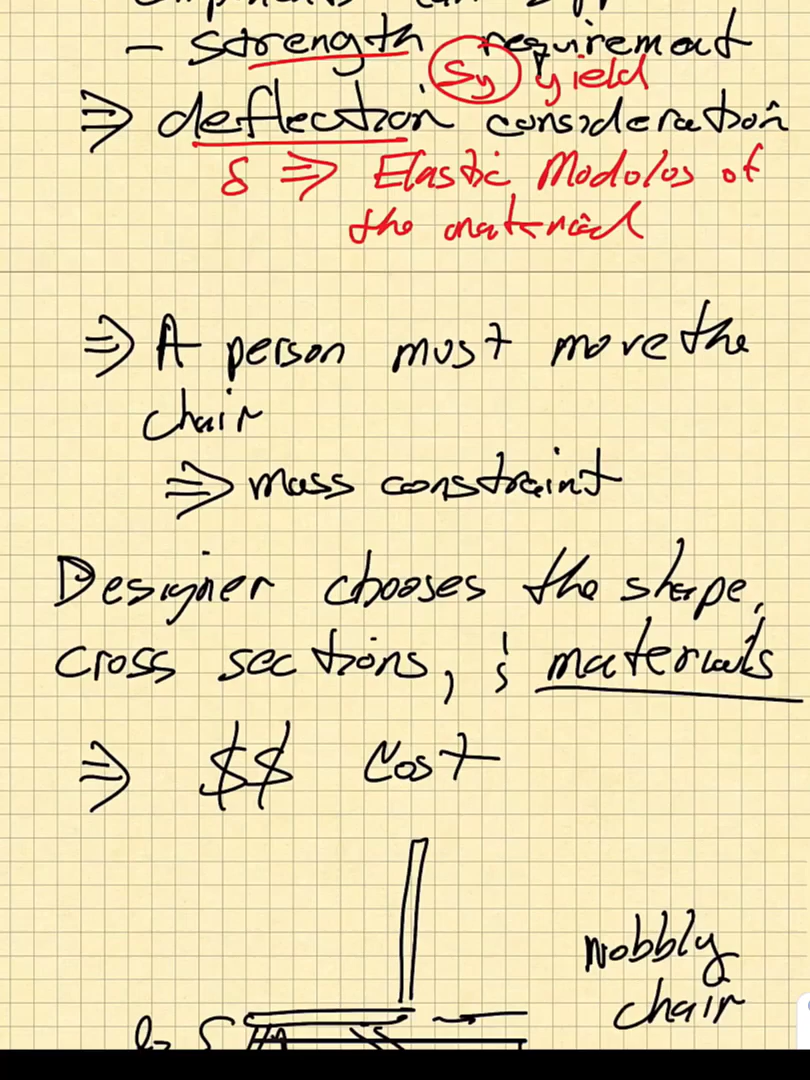 - strength requirement
Sy yield
⇒ deflection consideration
δ ⇒ Elastic Modolos of
the material
⇒ A person must move the
chair
⇒ mass constraint
Designer chooses the shape,
cross sections, & materials
⇒ $$ Cost
wobbly
chair